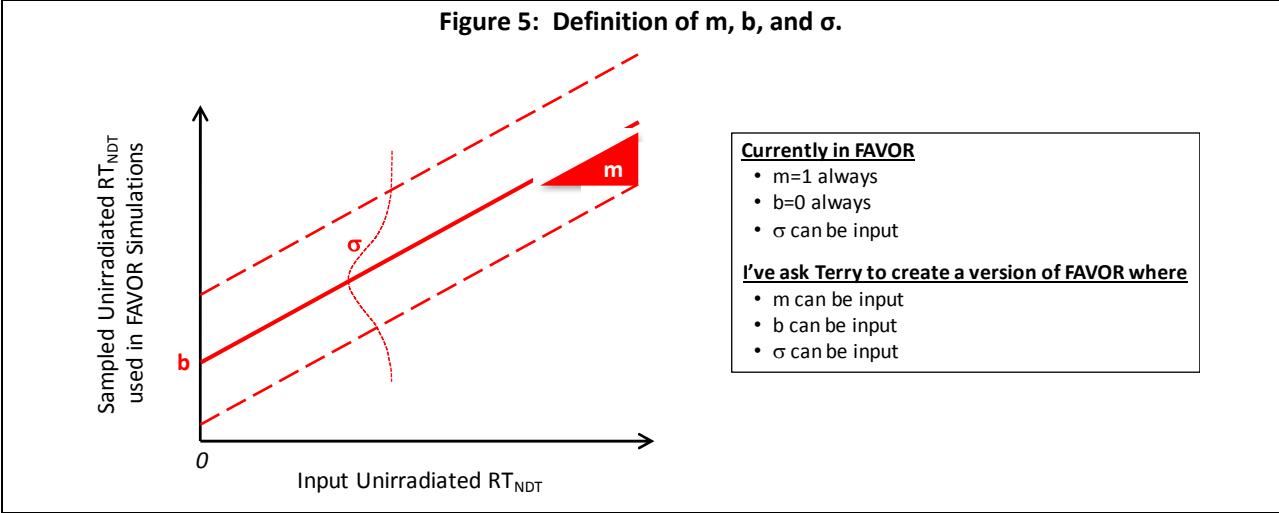 Figure 5:  Definition of m, b, and σ.
Sampled Unirradiated RT_NDT
used in FAVOR Simulations
m
σ
b
0
Input Unirradiated RT_NDT
Currently in FAVOR
• m=1 always
• b=0 always
• σ can be input
I've ask Terry to create a version of FAVOR where
• m can be input
• b can be input
• σ can be input